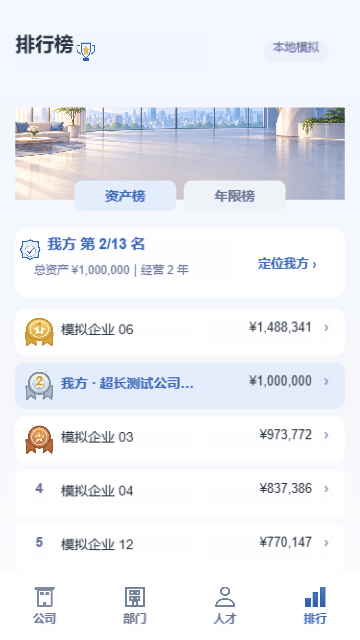 排行榜
本地模拟
资产榜
年限榜
我方 第 2/13 名
总资产 ¥1,000,000 | 经营 2 年
定位我方 ›
1
模拟企业 06
¥1,488,341 ›
2
我方 · 超长测试公司...
¥1,000,000 ›
模拟企业 03
¥973,772 ›
4
模拟企业 04
¥837,386 ›
5
模拟企业 12
¥770,147 ›
公司
部门
人才
排行